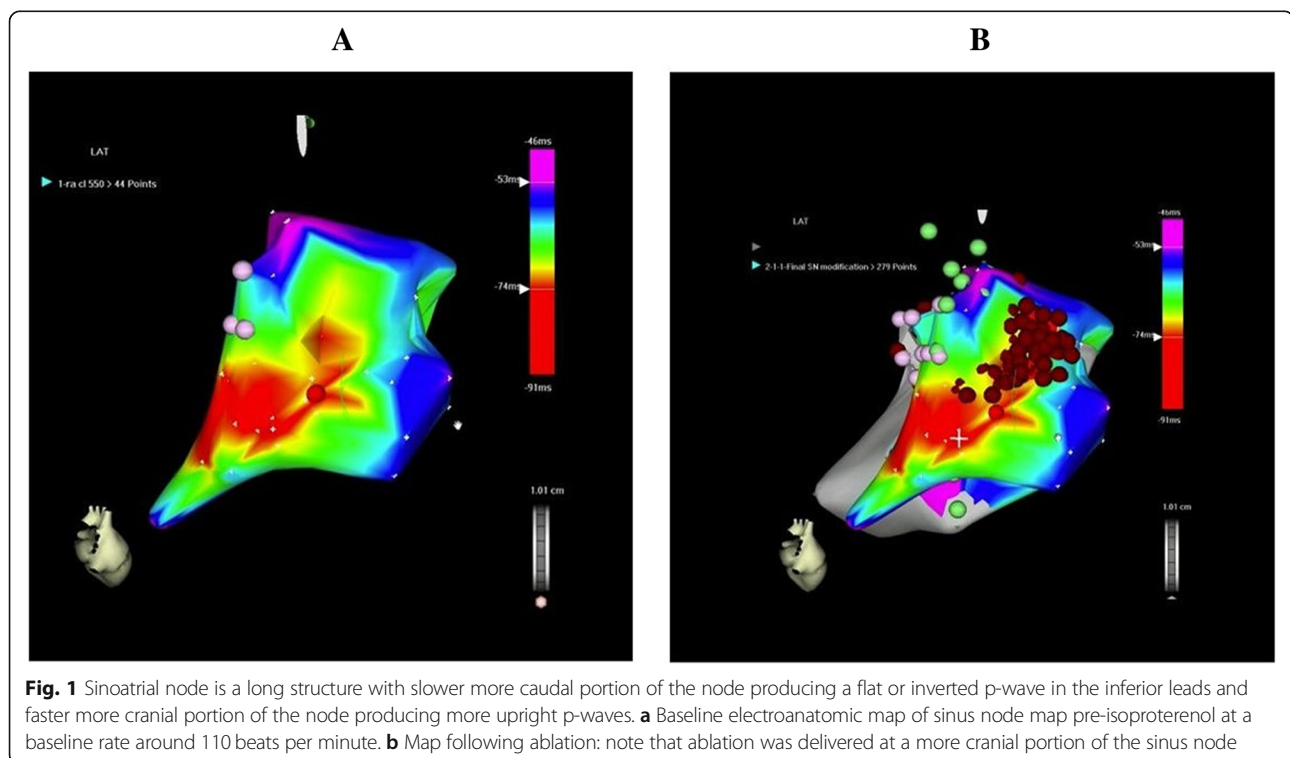 A
B
LAT
1-ra cl 550 > 44 Points
-46ms
-53ms
-74ms
-91ms
1.01 cm
LAT
2-1-1-Final SN modification > 279 Points
-46ms
-53ms
-74ms
-91ms
1.01 cm
Fig. 1 Sinoatrial node is a long structure with slower more caudal portion of the node producing a flat or inverted p-wave in the inferior leads and
faster more cranial portion of the node producing more upright p-waves. a Baseline electroanatomic map of sinus node map pre-isoproterenol at a
baseline rate around 110 beats per minute. b Map following ablation: note that ablation was delivered at a more cranial portion of the sinus node